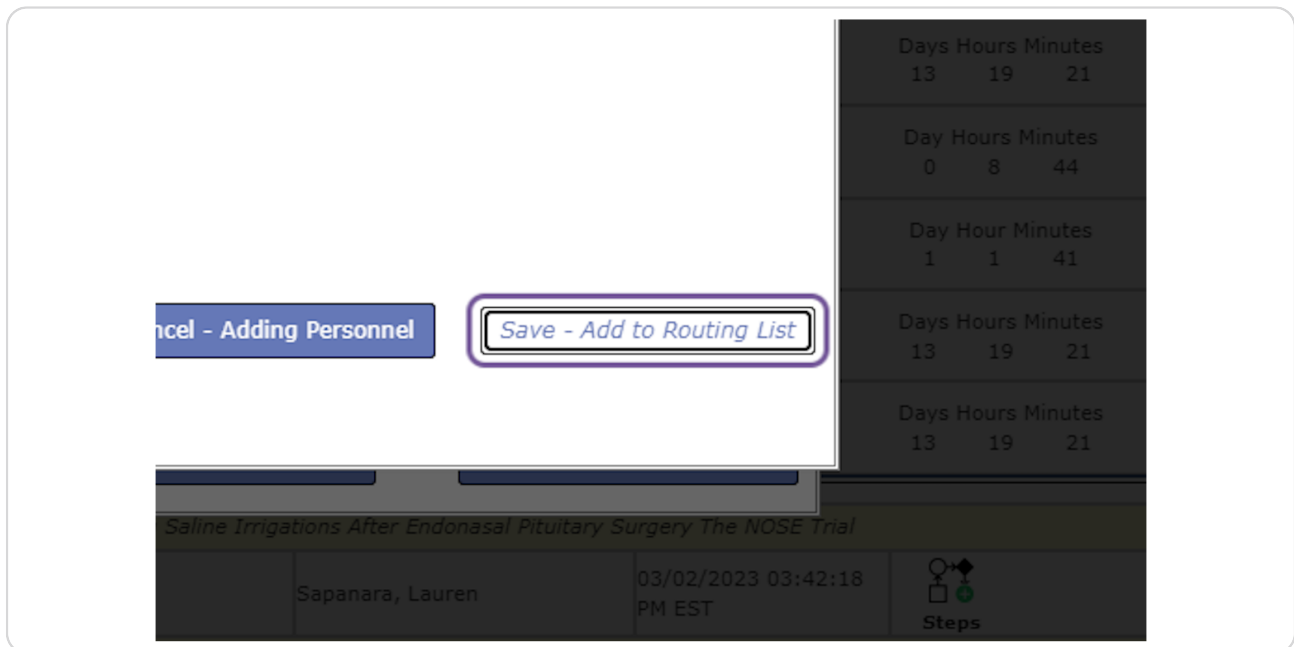 Days Hours Minutes
13 19 21
Day Hours Minutes
0 8 44
Day Hour Minutes
1 1 41
ncel - Adding Personnel
Save - Add to Routing List
Days Hours Minutes
13 19 21
Days Hours Minutes
13 19 21
Saline Irrigations After Endonasal Pituitary Surgery The NOSE Trial
Sapanara, Lauren
03/02/2023 03:42:18
PM EST
Steps